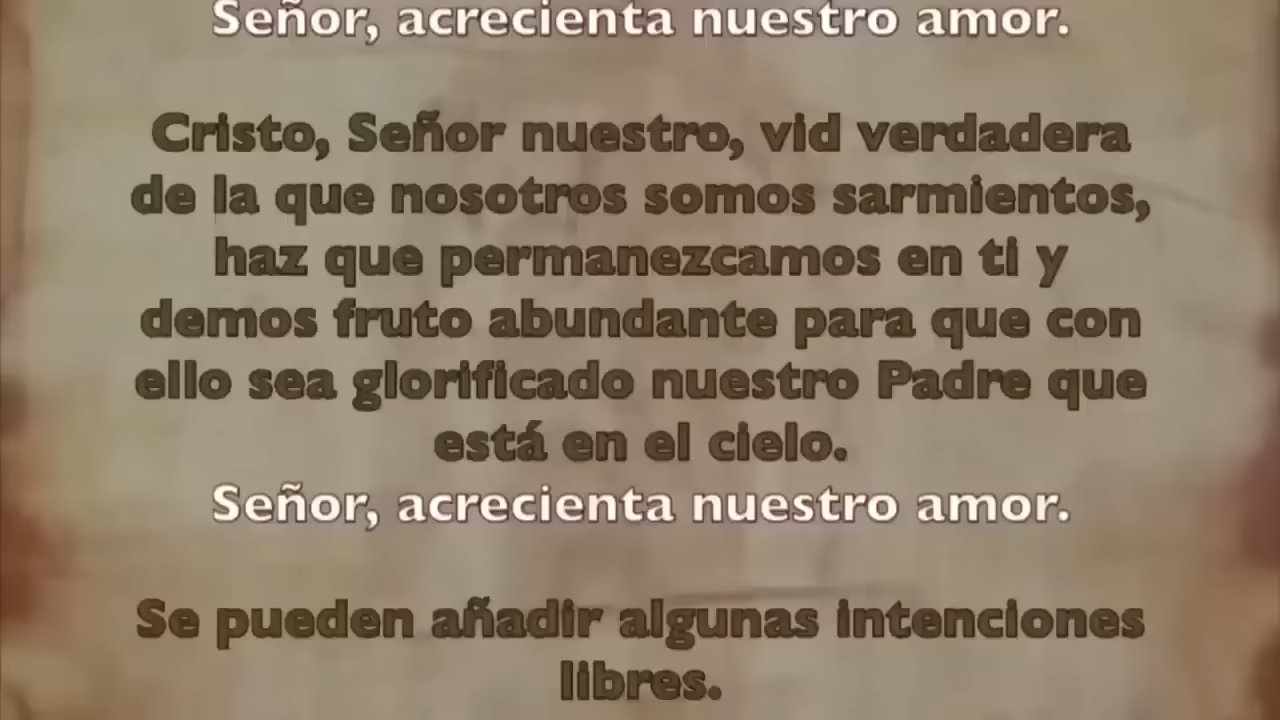 Señor, acrecienta nuestro amor.
Cristo, Señor nuestro, vid verdadera
de la que nosotros somos sarmientos,
haz que permanezcamos en ti y
demos fruto abundante para que con
ello sea glorificado nuestro Padre que
está en el cielo.
Señor, acrecienta nuestro amor.
Se pueden añadir algunas intenciones
libres.